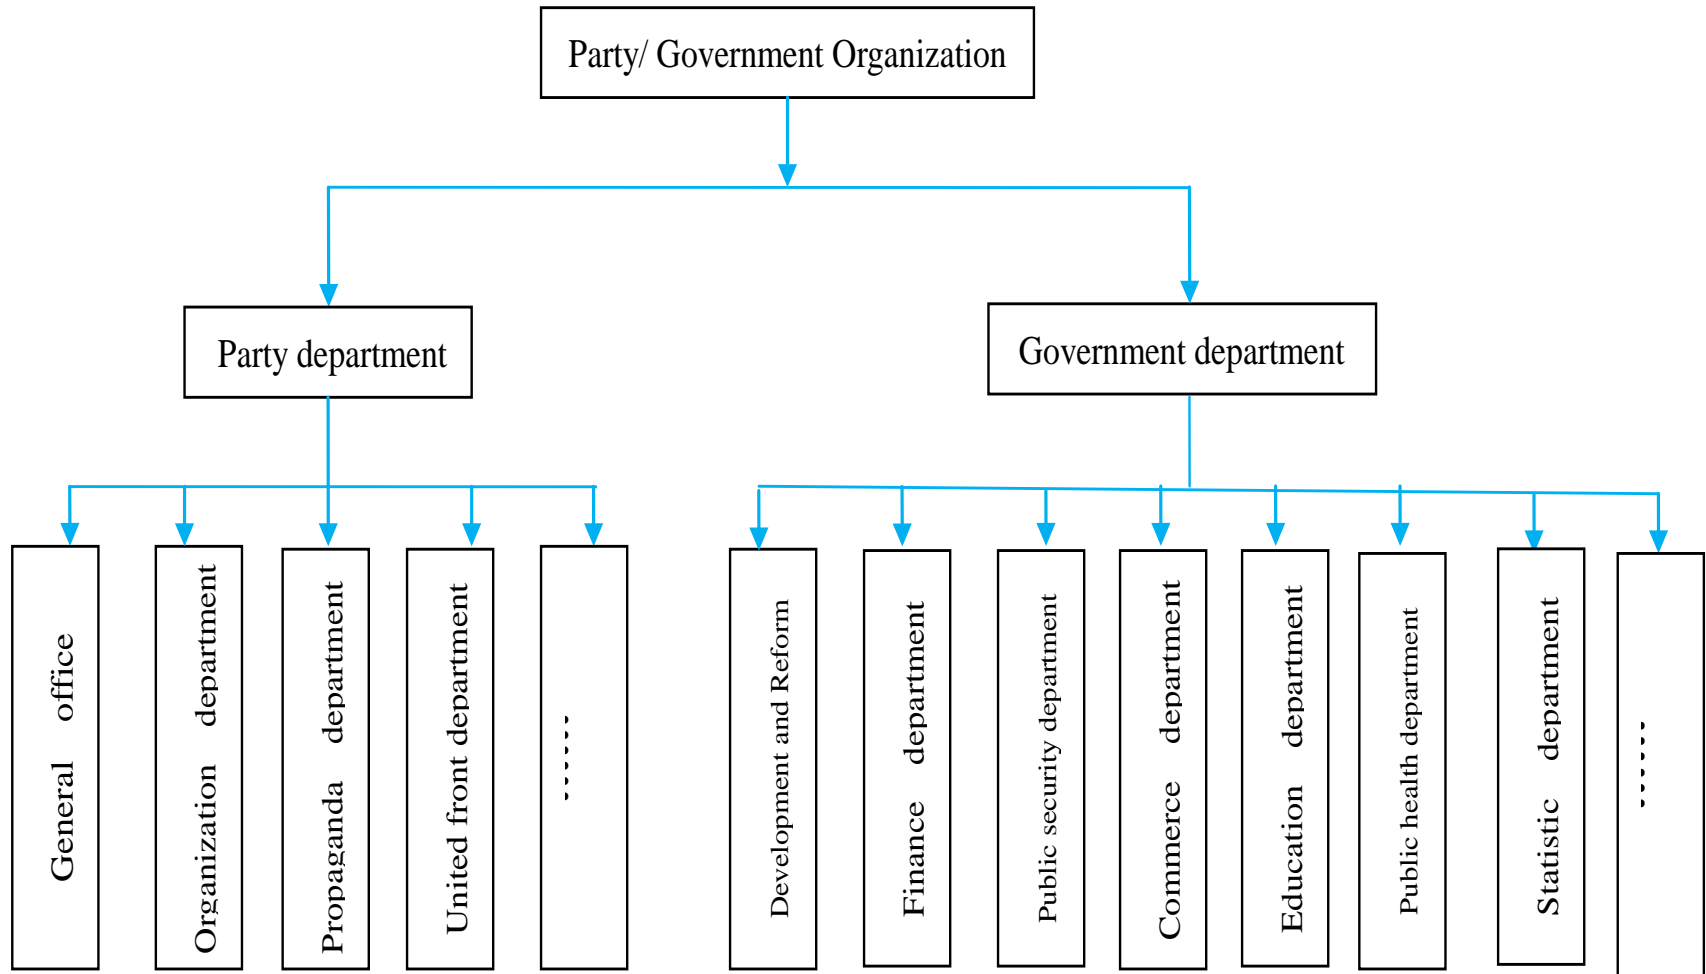 Party/ Government Organization
Party department
Government department
General office
Organization department
Propaganda department
United front department
......
Development and Reform
Finance department
Public security department
Commerce department
Education department
Public health department
Statistic department
......